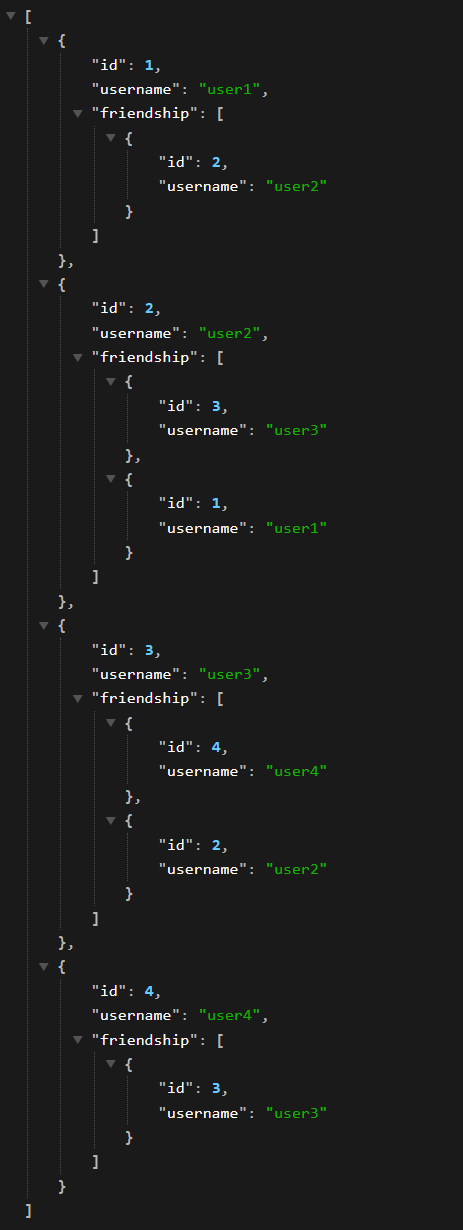 [
{
"id": 1,
"username": "user1",
"friendship": [
{
"id": 2,
"username": "user2"
}
]
},
{
"id": 2,
"username": "user2",
"friendship": [
{
"id": 3,
"username": "user3"
},
{
"id": 1,
"username": "user1"
}
]
},
{
"id": 3,
"username": "user3",
"friendship": [
{
"id": 4,
"username": "user4"
},
{
"id": 2,
"username": "user2"
}
]
},
{
"id": 4,
"username": "user4",
"friendship": [
{
"id": 3,
"username": "user3"
}
]
}
]